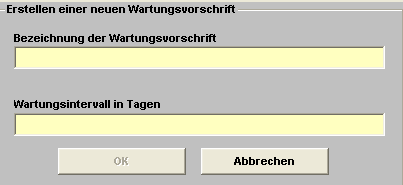 Erstellen einer neuen Wartungsvorschrift
Bezeichnung der Wartungsvorschrift
Wartungsintervall in Tagen
OK
Abbrechen